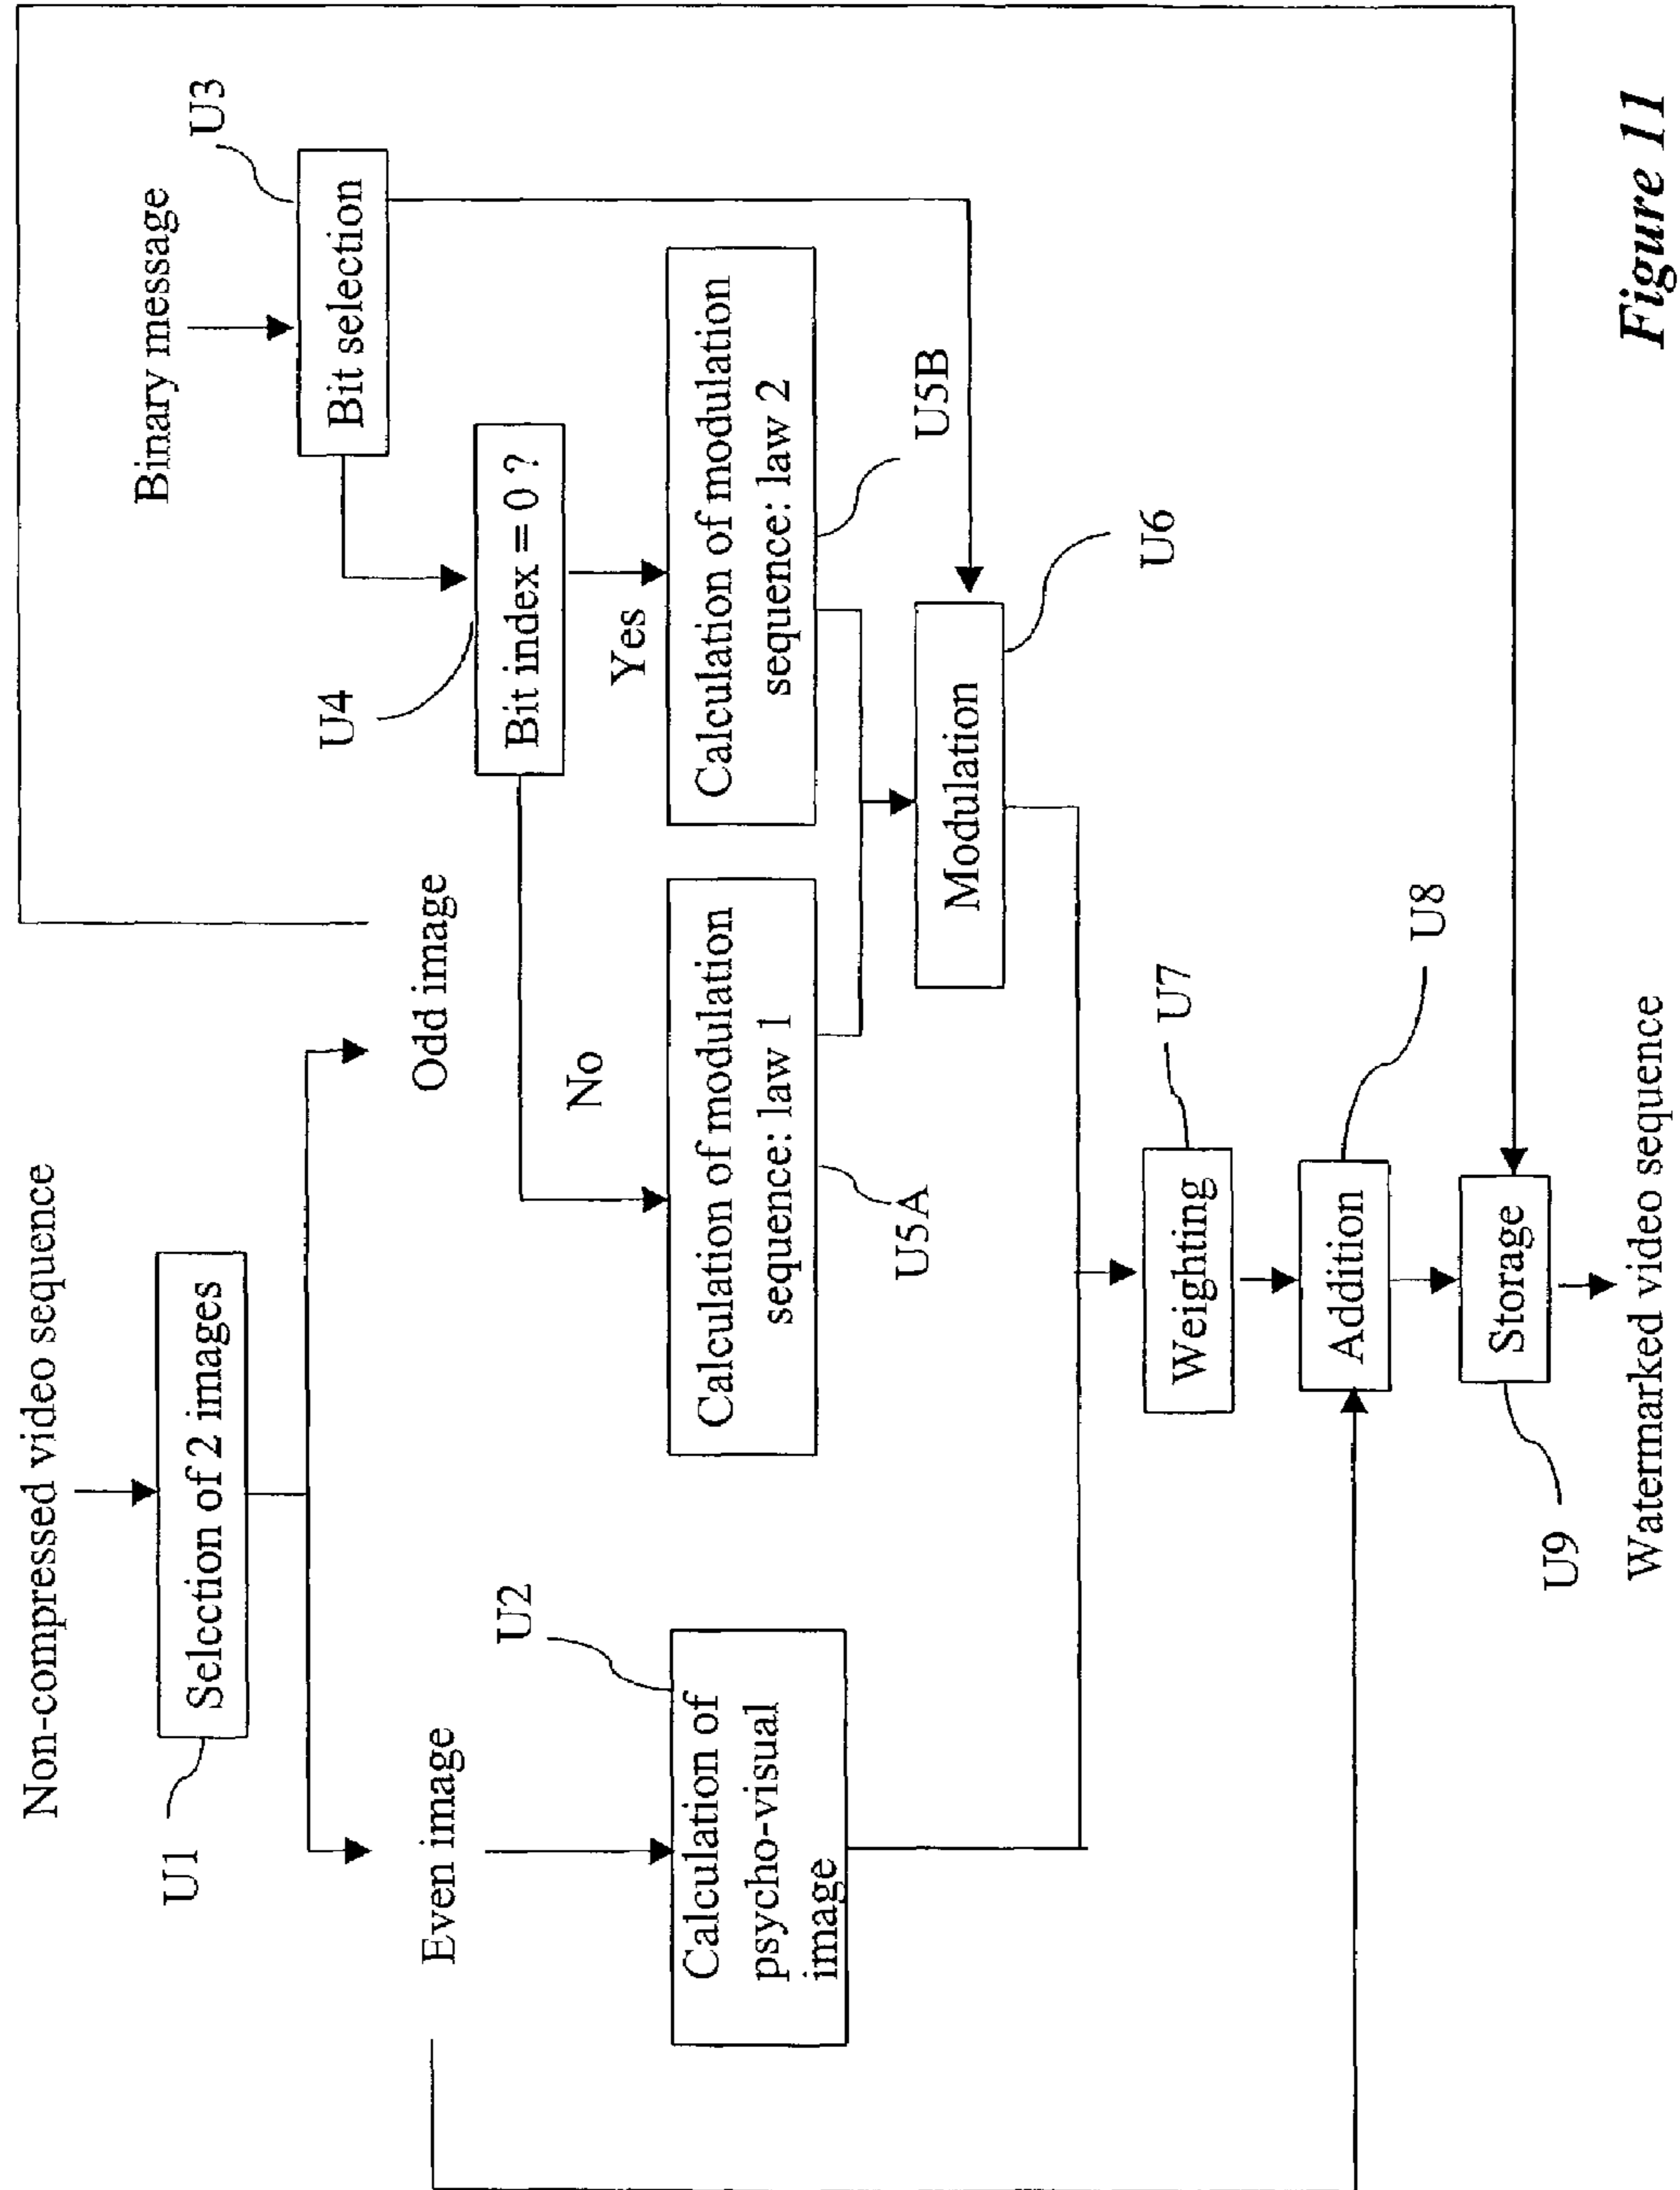 Non-compressed video sequence
U1
Selcction of 2 images
Binary message
U3
Bit selection
Even image
Odd image
U4
Bit index = 0 ?
U2
No
Yes
Calculation of
psycho-visual
image
Calculation of modulation
sequence: law 1
Calculation of modulation
sequence: law 2
U5A
U5B
Modulation
U6
U7
Weighting
U8
Addition
Storage
U9
Watermarked video sequence
Figure 11